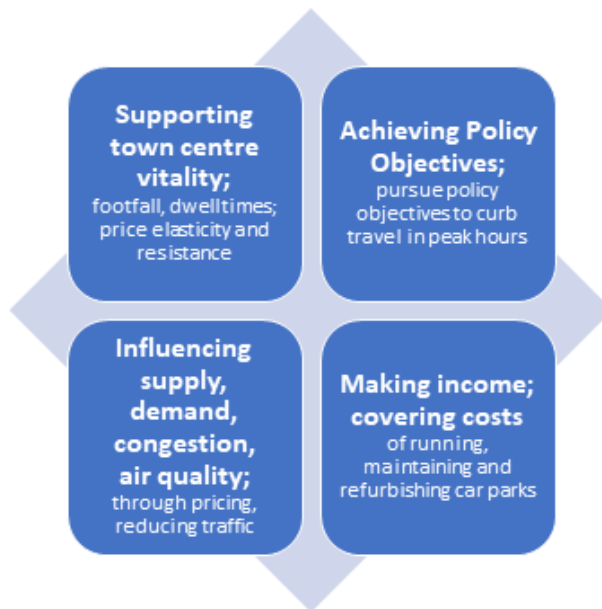 Supporting
town centre
vitality;
footfall, dwell times;
price elasticity and
resistance
Achieving Policy
Objectives;
pursue policy
objectives to curb
travel in peak hours
Influencing
supply,
demand,
congestion,
air quality;
through pricing,
reducing traffic
Making income;
covering costs
of running,
maintaining and
refurbishing car parks